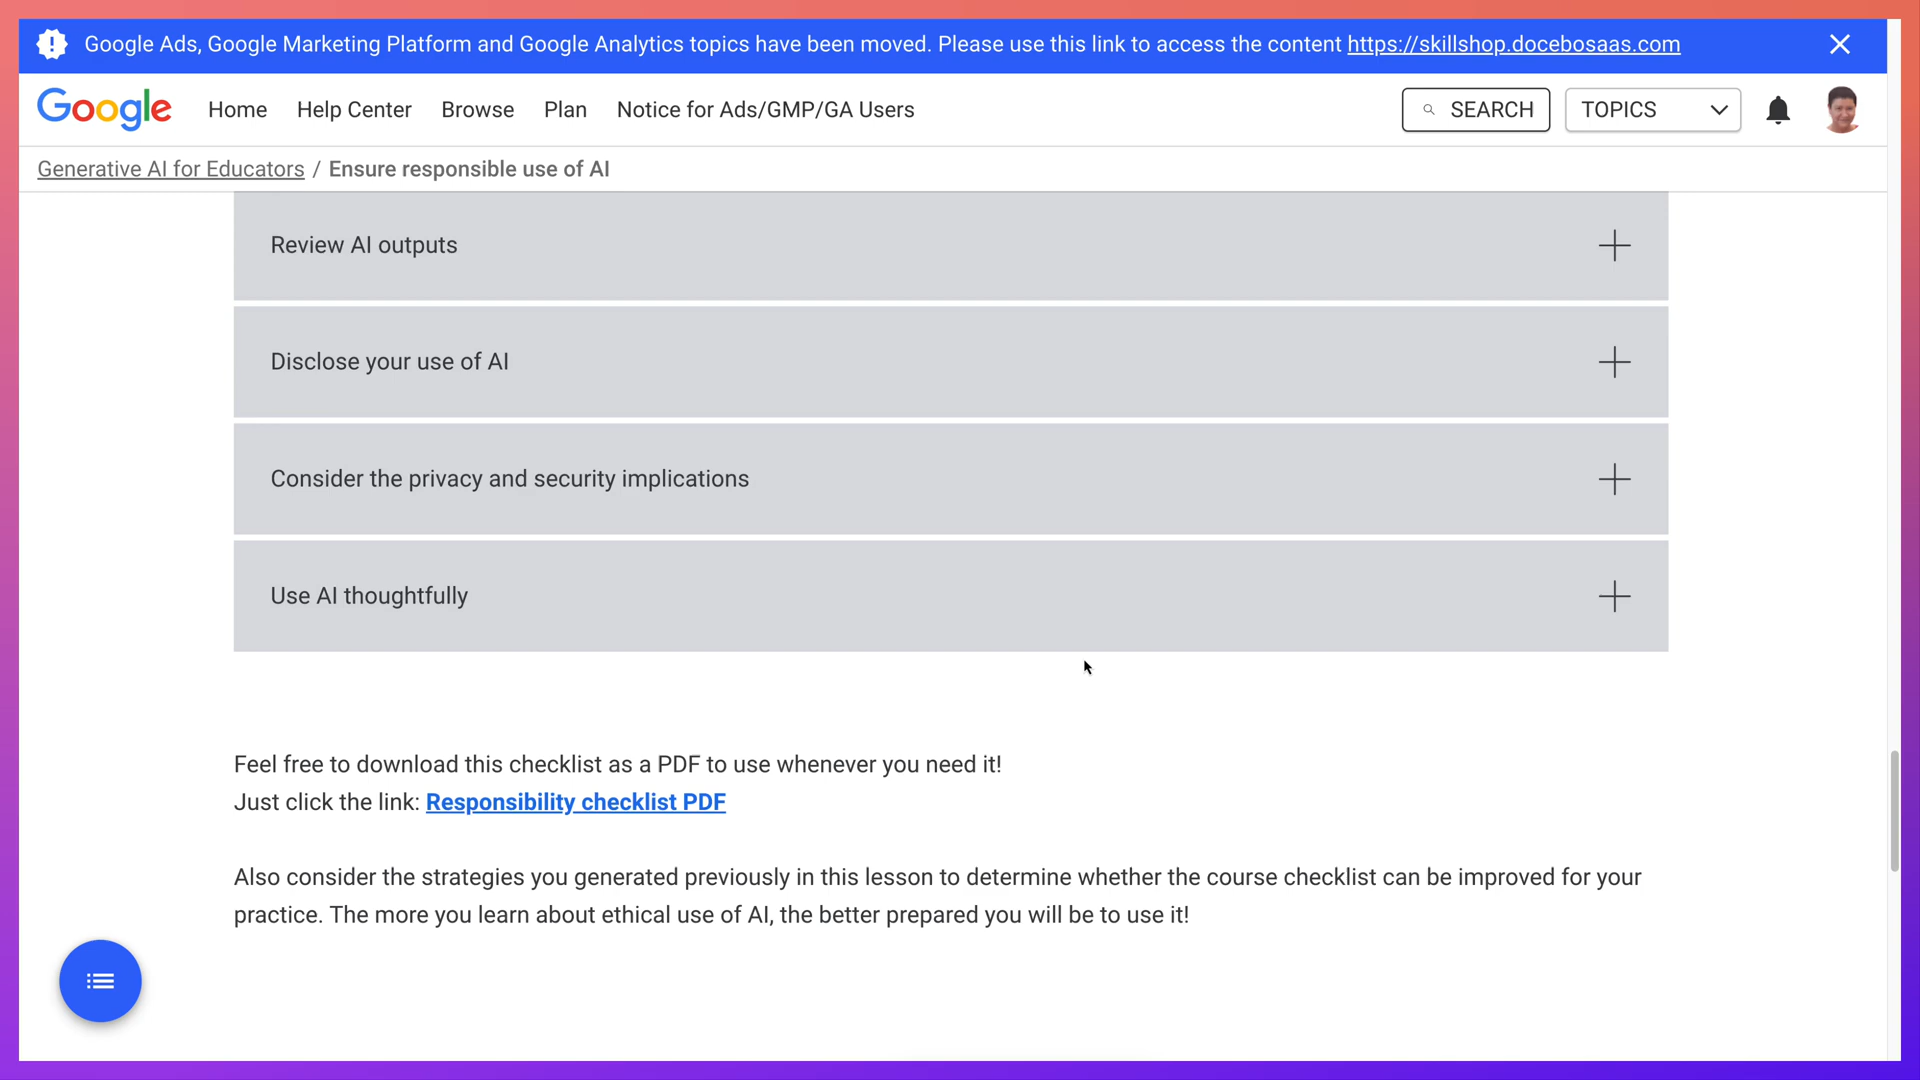 Google Ads, Google Marketing Platform and Google Analytics topics have been moved. Please use this link to access the content https://skillshop.docebosaas.com
Google Home Help Center Browse Plan Notice for Ads/GMP/GA Users SEARCH TOPICS
Generative AI for Educators / Ensure responsible use of AI
Review AI outputs
Disclose your use of AI
Consider the privacy and security implications
Use AI thoughtfully
Feel free to download this checklist as a PDF to use whenever you need it!
Just click the link: Responsibility checklist PDF
Also consider the strategies you generated previously in this lesson to determine whether the course checklist can be improved for your
practice. The more you learn about ethical use of AI, the better prepared you will be to use it!